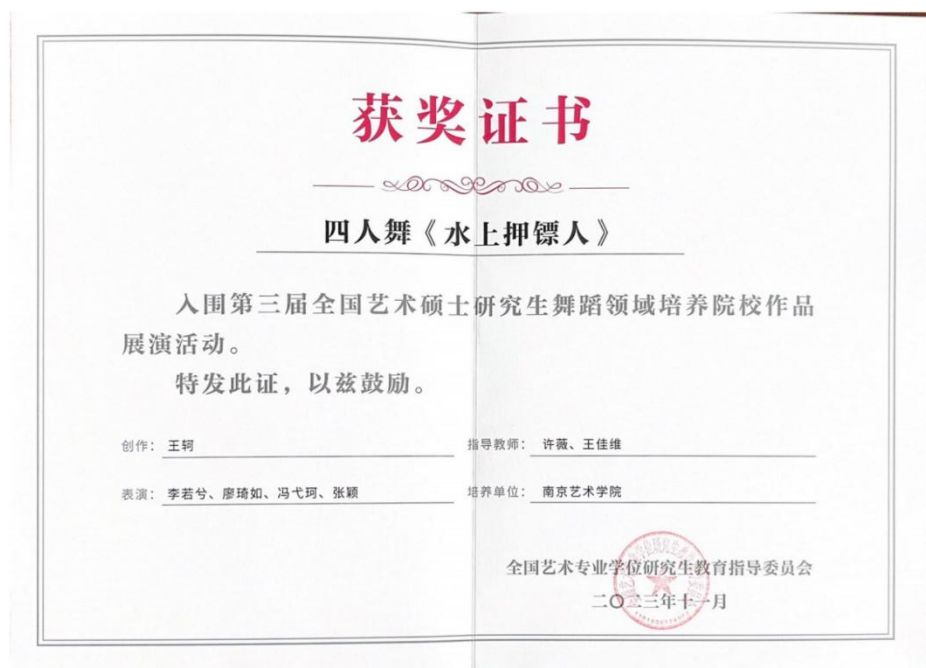 获奖证书
四人舞《水上押镖人》
入围第三届全国艺术硕士研究生舞蹈领域培养院校作品
展演活动。
特发此证，以兹鼓励。
创作： 王轲 指导教师： 许薇、王佳维
表演： 李若兮、廖琦如、冯弋珂、张颖 培养单位： 南京艺术学院
全国艺术专业学位研究生教育指导委员会
二〇二三年十一月